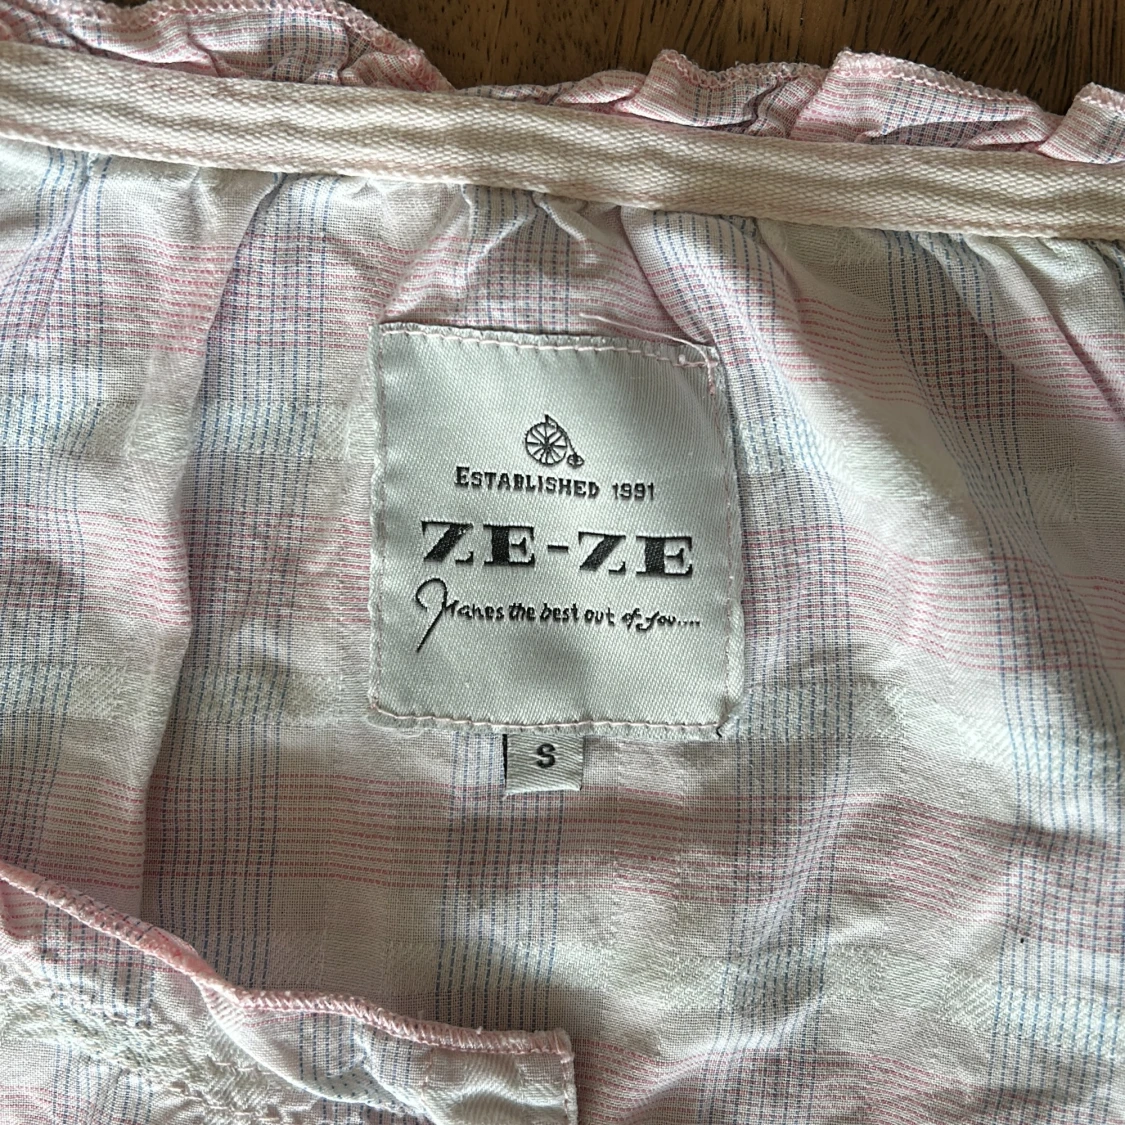 ESTABLISHED 1991
ZE-ZE
Makes the best out of you....
S